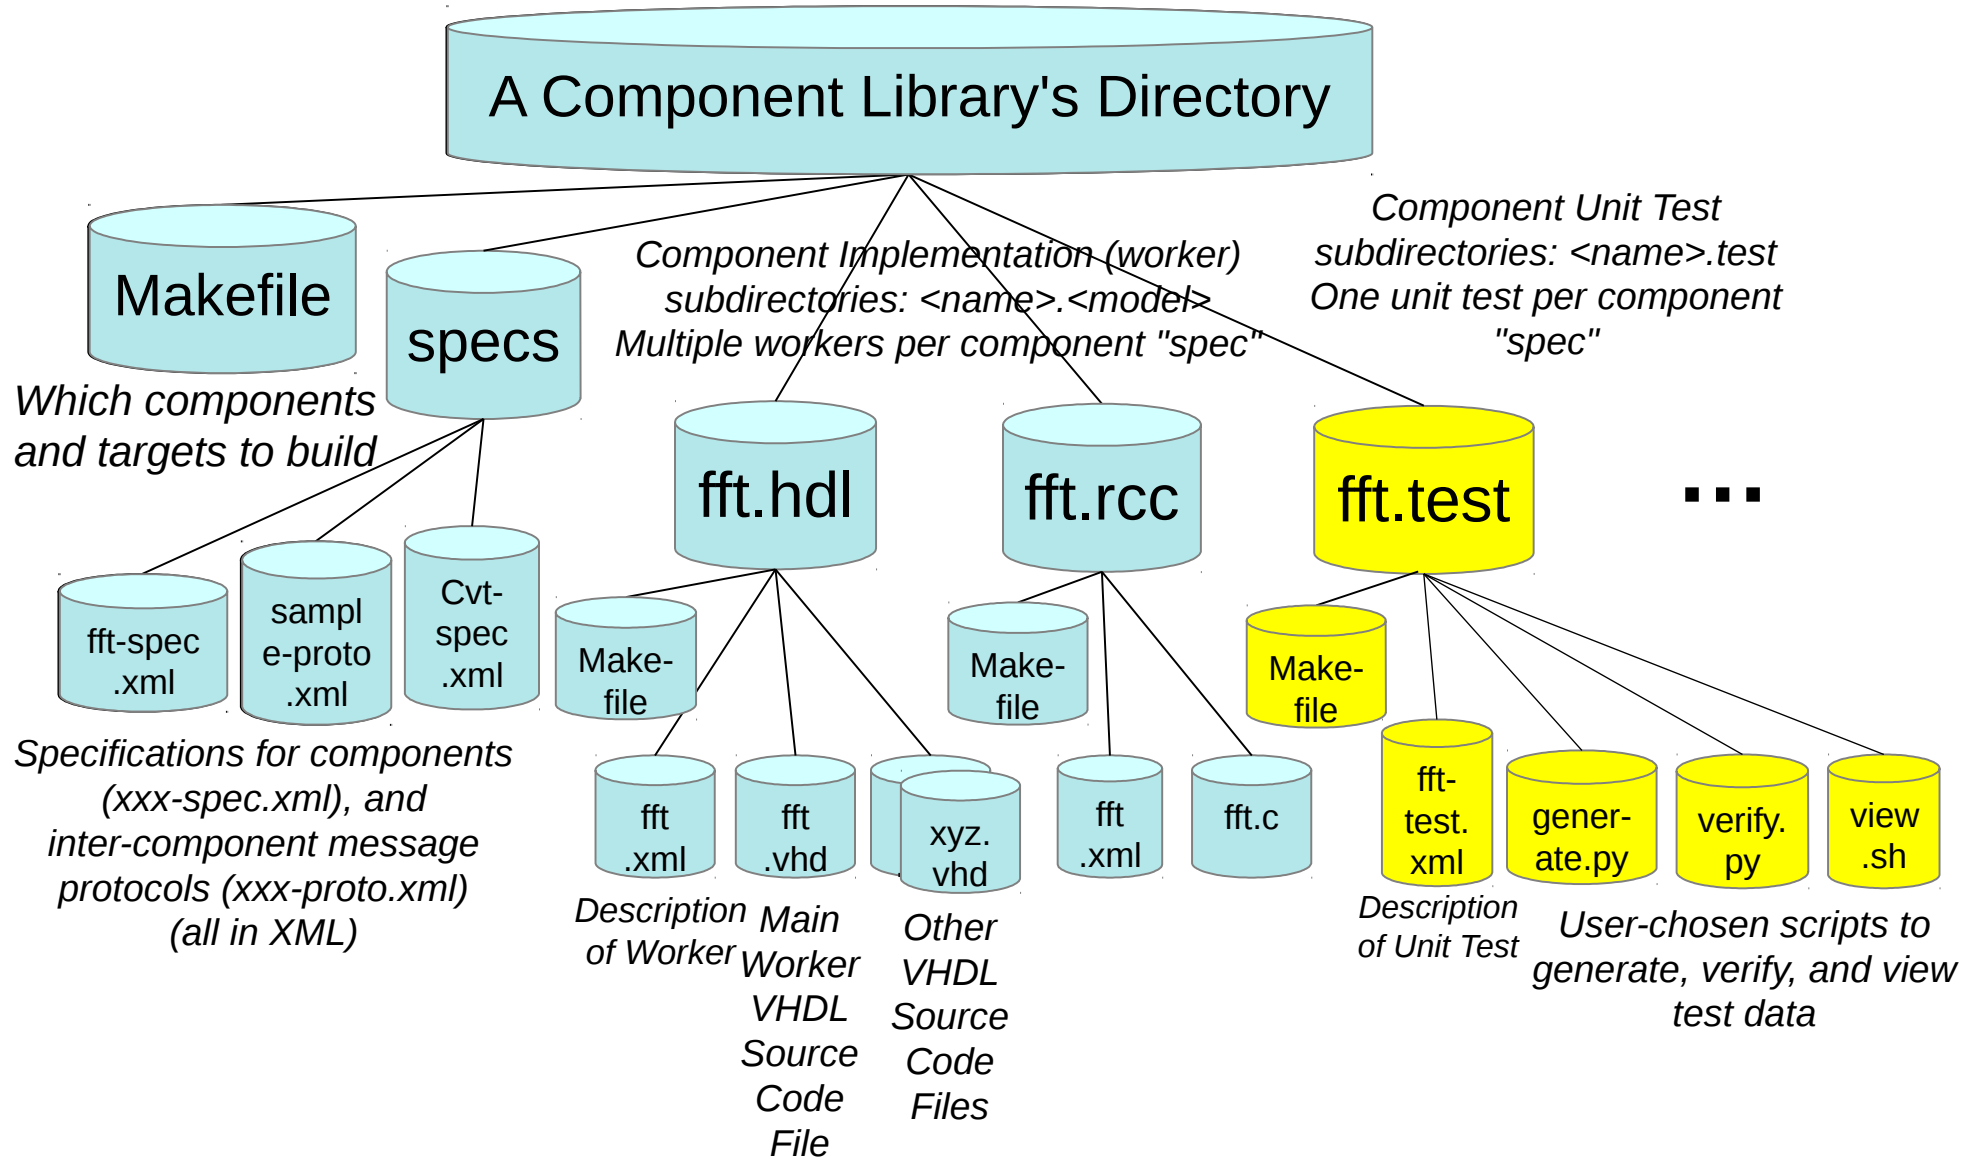 A Component Library's Directory
Makefile
Which components
and targets to build
specs
Component Implementation (worker)
subdirectories: <name>.<model>
Multiple workers per component "spec"
Component Unit Test
subdirectories: <name>.test
One unit test per component
"spec"
fft.hdl
fft.rcc
fft.test
...
fft-spec
.xml
sampl
e-proto
.xml
Cvt-
spec
.xml
Specifications for components
(xxx-spec.xml), and
inter-component message
protocols (xxx-proto.xml)
(all in XML)
Make-
file
fft
.xml
Description
of Worker
fft
.vhd
Main
Worker
VHDL
Source
Code
File
xyz.
vhd
Other
VHDL
Source
Code
Files
Make-
file
fft
.xml
fft.c
Make-
file
fft-
test.
xml
Description
of Unit Test
gener-
ate.py
verify.
py
view
.sh
User-chosen scripts to
generate, verify, and view
test data